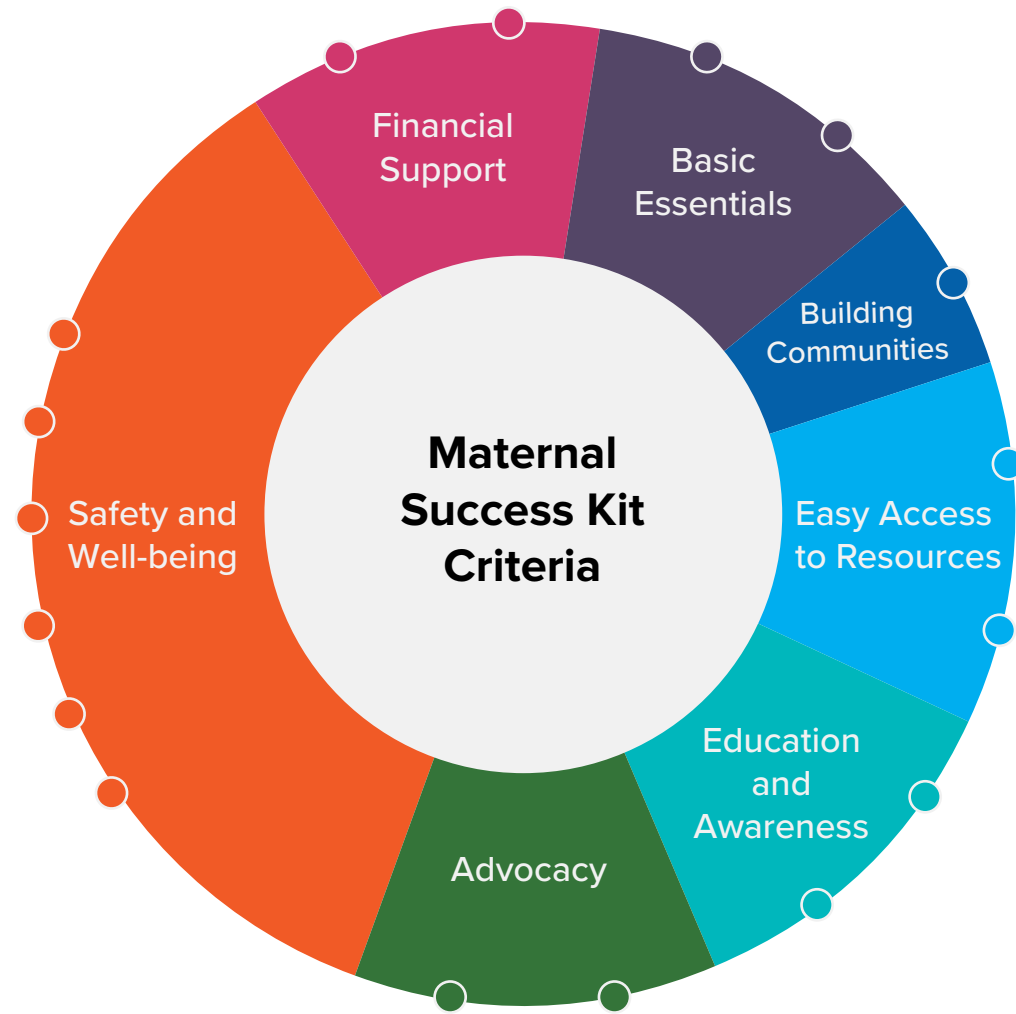 Maternal
Success Kit
Criteria
Financial
Support
Basic
Essentials
Building
Communities
Easy Access
to Resources
Education
and
Awareness
Advocacy
Safety and
Well-being